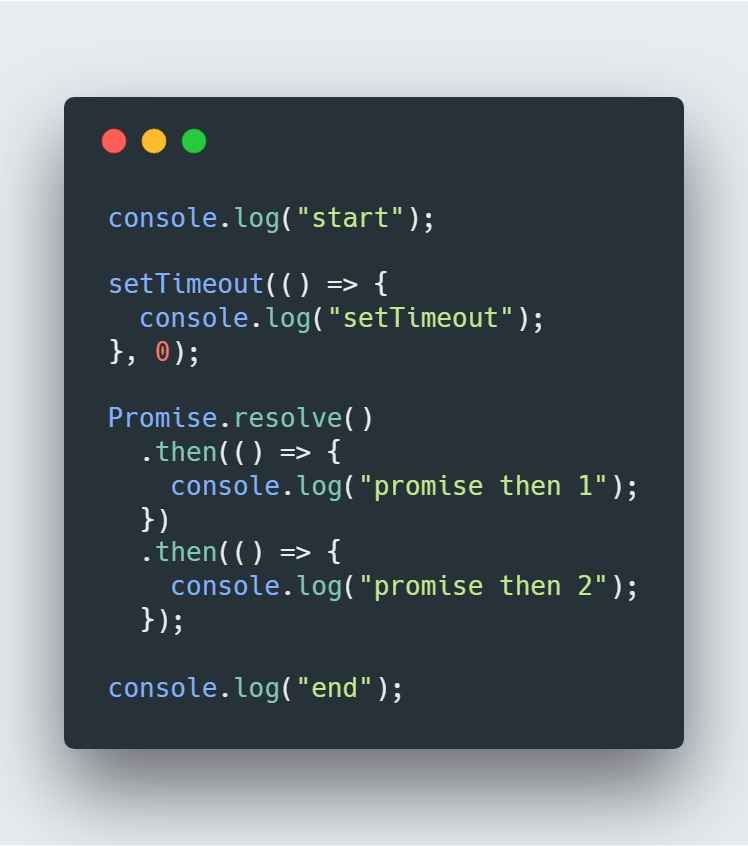 console.log("start");
setTimeout(() => {
  console.log("setTimeout");
}, 0);
Promise.resolve()
  .then(() => {
    console.log("promise then 1");
  })
  .then(() => {
    console.log("promise then 2");
  });
console.log("end");